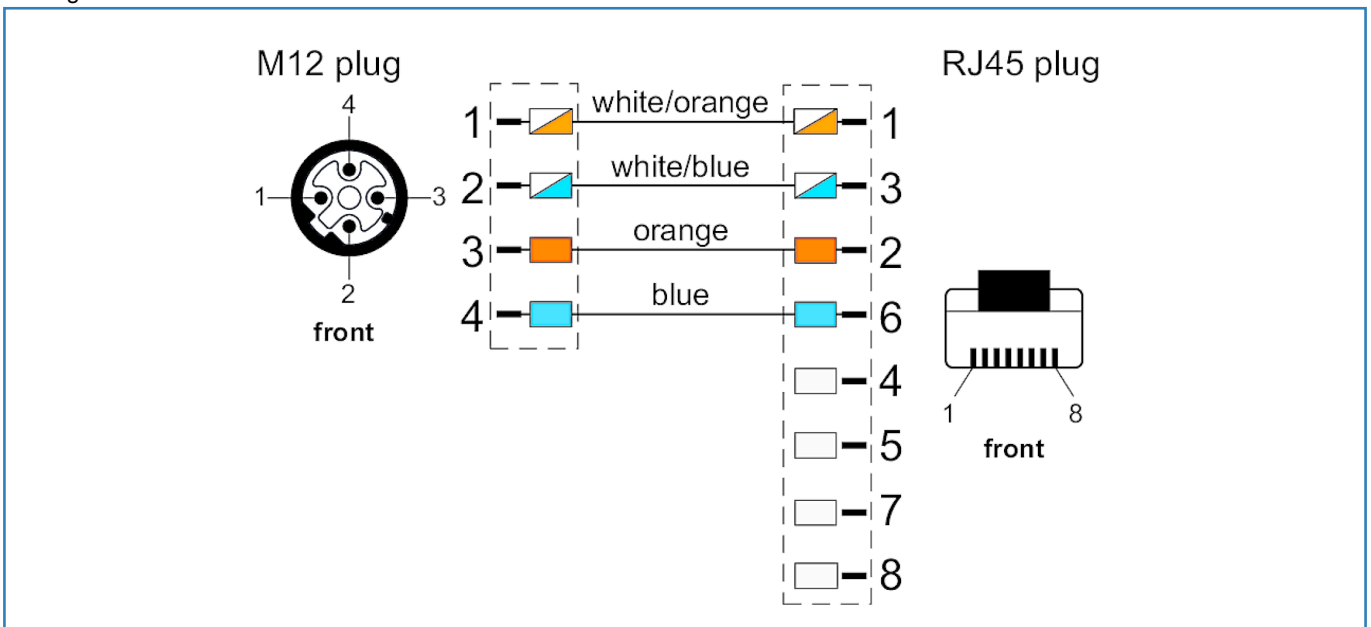 M12 plug
RJ45 plug
4
1
3
2
front
1 white/orange 1
2 white/blue 3
3 orange 2
4 blue 6
4
5
7
8
1 8
front